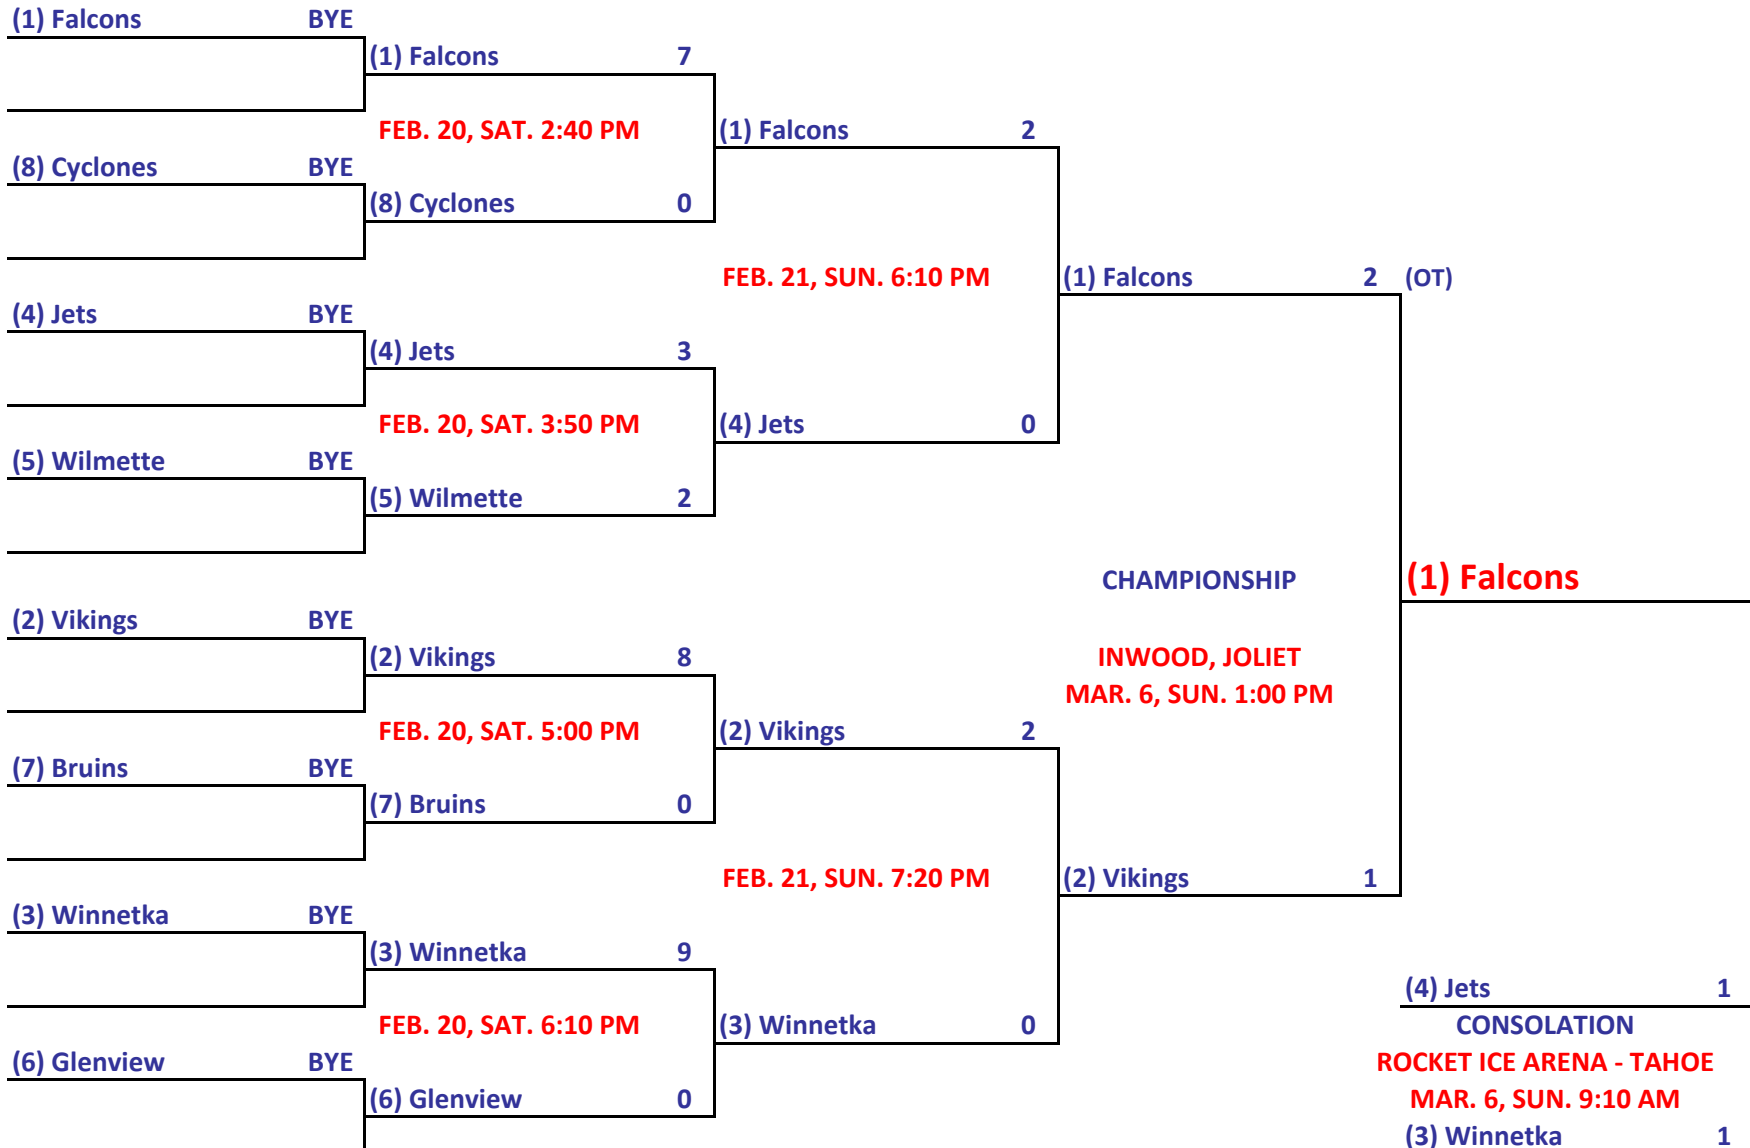 (1) Falcons BYE
(1) Falcons 7
FEB. 20, SAT. 2:40 PM
(1) Falcons 2
(8) Cyclones BYE
(8) Cyclones 0
FEB. 21, SUN. 6:10 PM
(1) Falcons 2 (OT)
(4) Jets BYE
(4) Jets 3
FEB. 20, SAT. 3:50 PM
(4) Jets 0
(5) Wilmette BYE
(5) Wilmette 2
CHAMPIONSHIP
(1) Falcons
(2) Vikings BYE
(2) Vikings 8
INWOOD, JOLIET
MAR. 6, SUN. 1:00 PM
FEB. 20, SAT. 5:00 PM
(2) Vikings 2
(7) Bruins BYE
(7) Bruins 0
FEB. 21, SUN. 7:20 PM
(2) Vikings 1
(3) Winnetka BYE
(3) Winnetka 9
(4) Jets 1
FEB. 20, SAT. 6:10 PM
(3) Winnetka 0
CONSOLATION
(6) Glenview BYE
ROCKET ICE ARENA - TAHOE
(6) Glenview 0
MAR. 6, SUN. 9:10 AM
(3) Winnetka 1